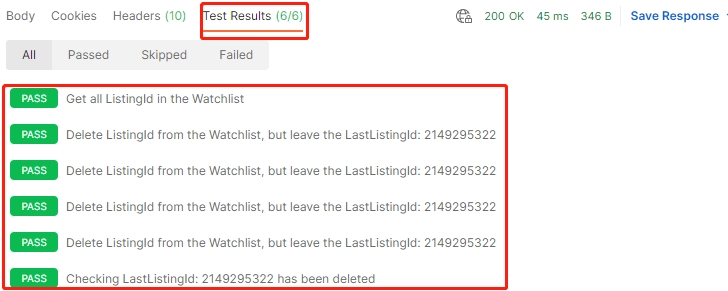 Body Cookies Headers (10) Test Results (6/6) 200 OK 45 ms 346 B Save Response
All Passed Skipped Failed
PASS Get all ListingId in the Watchlist
PASS Delete ListingId from the Watchlist, but leave the LastListingId: 2149295322
PASS Delete ListingId from the Watchlist, but leave the LastListingId: 2149295322
PASS Delete ListingId from the Watchlist, but leave the LastListingId: 2149295322
PASS Delete ListingId from the Watchlist, but leave the LastListingId: 2149295322
PASS Checking LastListingId: 2149295322 has been deleted